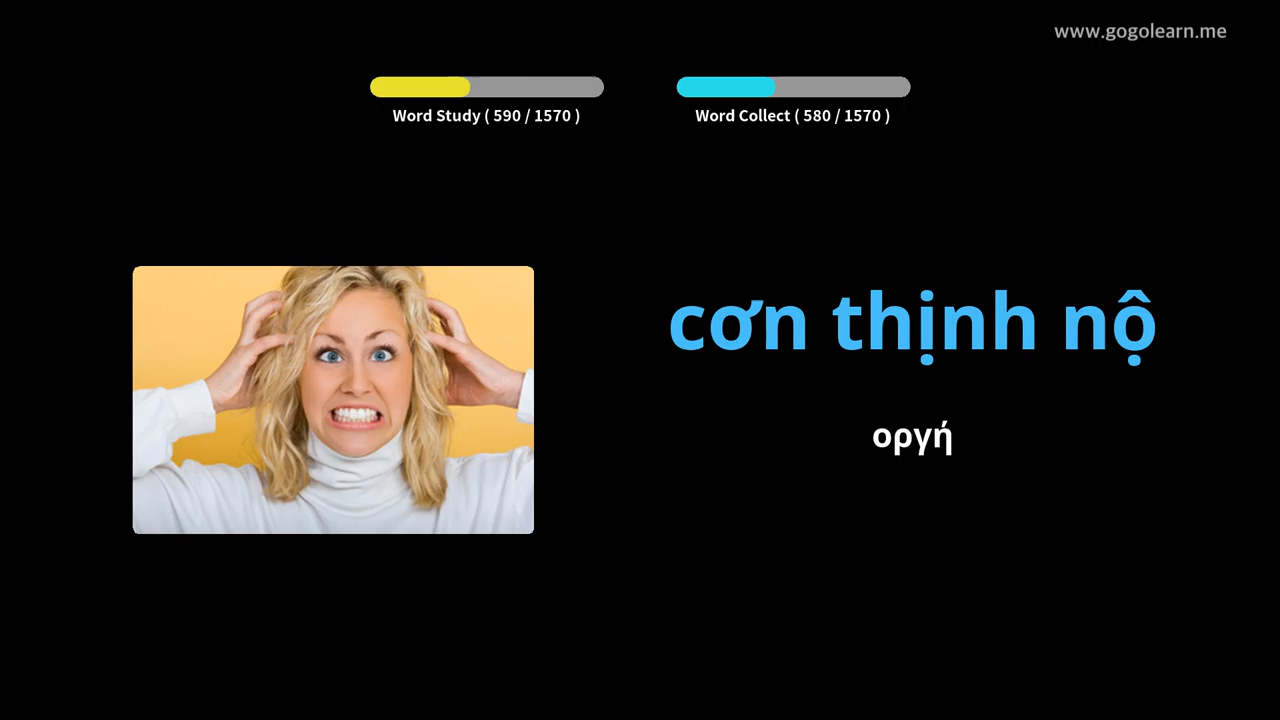 www.gogolearn.me
Word Study ( 590 / 1570 )
Word Collect ( 580 / 1570 )
cơn thịnh nộ
οργή